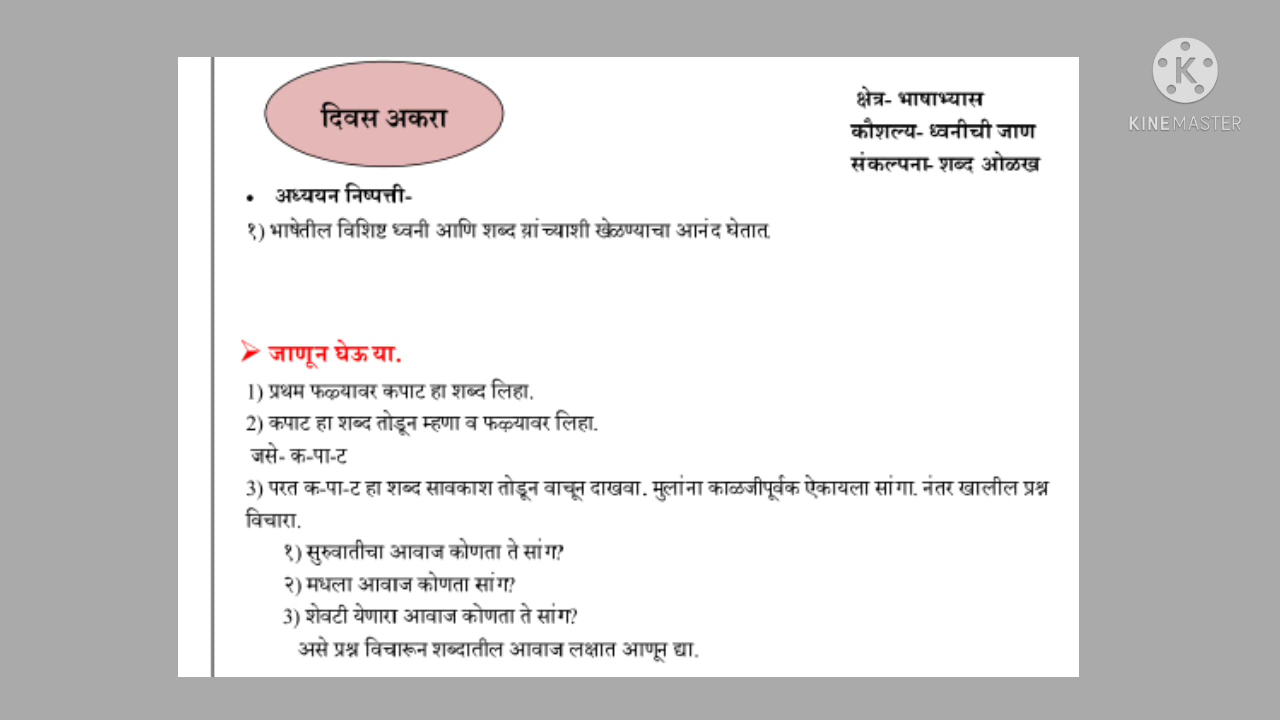 दिवस अकरा
क्षेत्र- भाषाभ्यास
कौशल्य- ध्वनीची जाण
संकल्पना- शब्द ओळख
• अध्ययन निष्पत्ती-
१) भाषेतील विशिष्ट ध्वनी आणि शब्द यांच्याशी खेळण्याचा आनंद घेतात.
➢ जाणून घेऊ या.
1) प्रथम फळ्यावर कपाट हा शब्द लिहा.
2) कपाट हा शब्द तोडून म्हणा व फळ्यावर लिहा.
जसे- क-पा-ट
3) परत क-पा-ट हा शब्द सावकाश तोडून वाचून दाखवा. मुलांना काळजीपूर्वक ऐकायला सांगा. नंतर खालील प्रश्न
विचारा.
१) सुरुवातीचा आवाज कोणता ते सांग?
२) मधला आवाज कोणता सांग?
3) शेवटी येणारा आवाज कोणता ते सांग?
असे प्रश्न विचारून शब्दातील आवाज लक्षात आणून द्या.
K
KINEMASTER